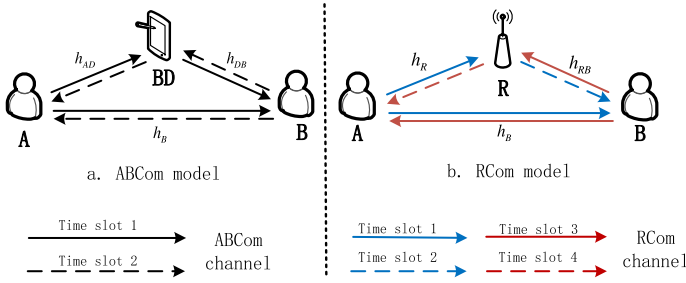 h_AD
BD
h_DB
A
h_B
B
a. ABCom model
Time slot 1
Time slot 2
ABCom
channel
h_R
R
h_RB
A
h_B
B
b. RCom model
Time slot 1
Time slot 3
Time slot 2
Time slot 4
RCom
channel